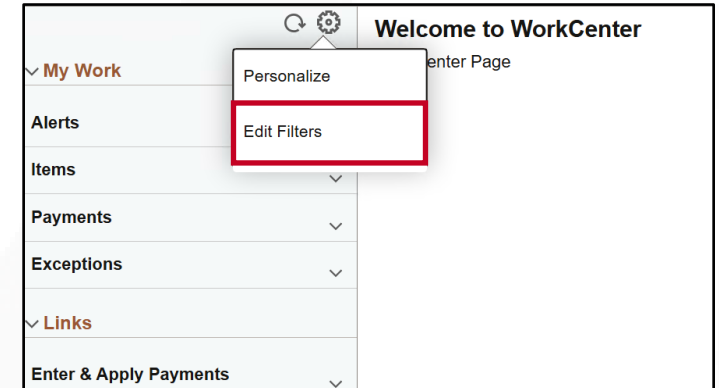 Welcome to WorkCenter
enter Page
My Work
Personalize
Edit Filters
Alerts
Items
Payments
Exceptions
Links
Enter & Apply Payments